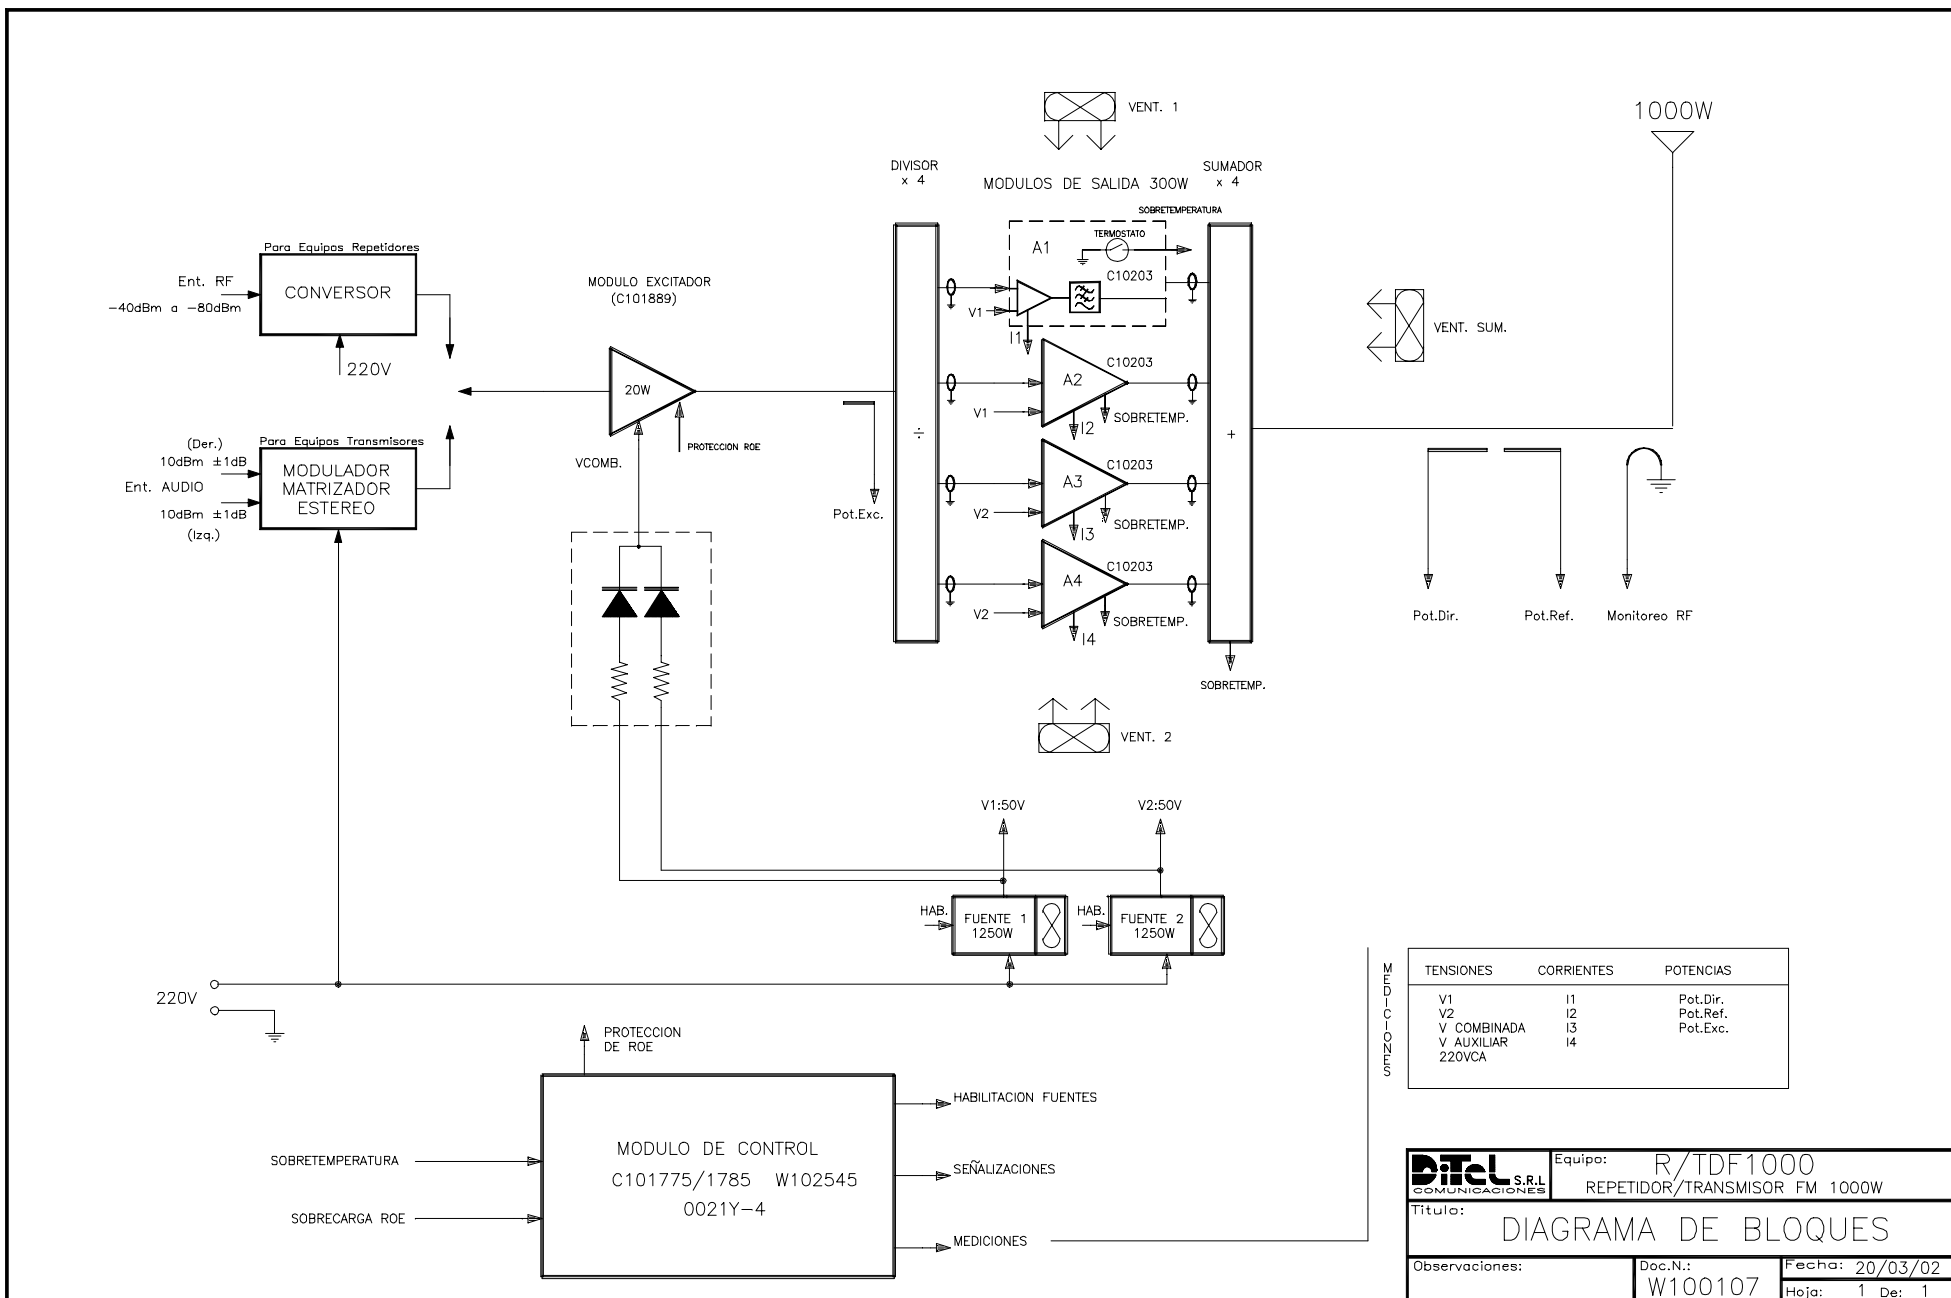 VENT. 1
1000W
DIVISOR
x 4
SUMADOR
x 4
MODULOS DE SALIDA 300W
SOBRETEMPERATURA
TERMOSTATO
A1
C10203
C10203
V1
I1
Para Equipos Repetidores
Ent. RF
-40dBm a -80dBm
CONVERSOR
220V
MODULO EXCITADOR
(C101889)
20W
PROTECCION ROE
VCOMB.
VENT. SUM.
C10203
A2
V1
I2
SOBRETEMP.
÷
+
Para Equipos Transmisores
(Der.)
10dBm ±1dB
Ent. AUDIO
10dBm ±1dB
(Izq.)
MODULADOR
MATRIZADOR
ESTEREO
Pot.Exc.
C10203
A3
V2
I3
SOBRETEMP.
C10203
A4
V2
I4
SOBRETEMP.
Pot.Dir.
Pot.Ref.
Monitoreo RF
SOBRETEMP.
VENT. 2
V1:50V
V2:50V
HAB.
FUENTE 1
1250W
HAB.
FUENTE 2
1250W
220V
MEDICIONES
TENSIONES CORRIENTES POTENCIAS
V1 I1 Pot.Dir.
V2 I2 Pot.Ref.
V COMBINADA I3 Pot.Exc.
V AUXILIAR I4
220VCA
PROTECCION
DE ROE
SOBRETEMPERATURA
SOBRECARGA ROE
MODULO DE CONTROL
C101775/1785 W102545
0021Y-4
HABILITACION FUENTES
SEÑALIZACIONES
MEDICIONES
DiTeL S.R.L
COMUNICACIONES
Equipo: R/TDF1000
REPETIDOR/TRANSMISOR FM 1000W
Titulo:
DIAGRAMA DE BLOQUES
Observaciones:
Doc.N.:
W100107
Fecha: 20/03/02
Hoja: 1 De: 1